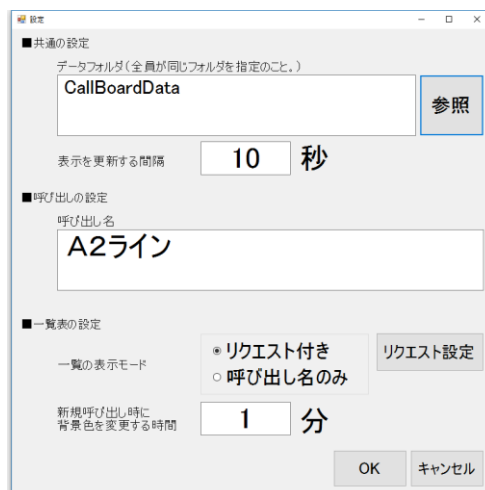 設定
■共通の設定
データフォルダ(全員が同じフォルダを指定のこと。)
CallBoardData
参照
表示を更新する間隔 10 秒
■呼び出しの設定
呼び出し名
A2ライン
■一覧表の設定
一覧の表示モード
リクエスト付き
呼び出し名のみ
リクエスト設定
新規呼び出し時に
背景色を変更する時間
1 分
OK キャンセル